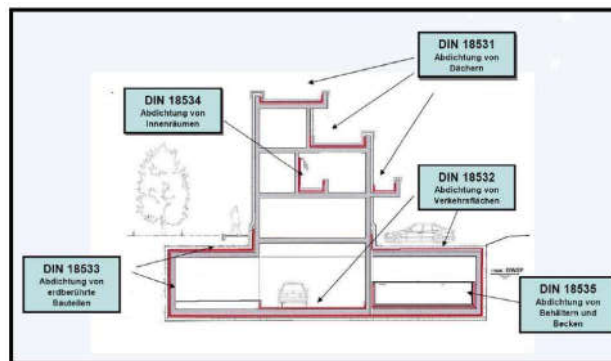 DIN 18531
Abdichtung von
Dächern
DIN 18534
Abdichtung von
Innenräumen
DIN 18532
Abdichtung von
Verkehrsflächen
DIN 18533
Abdichtung von
erdberührte
Bauteilen
DIN 18535
Abdichtung von
Behältern und
Becken